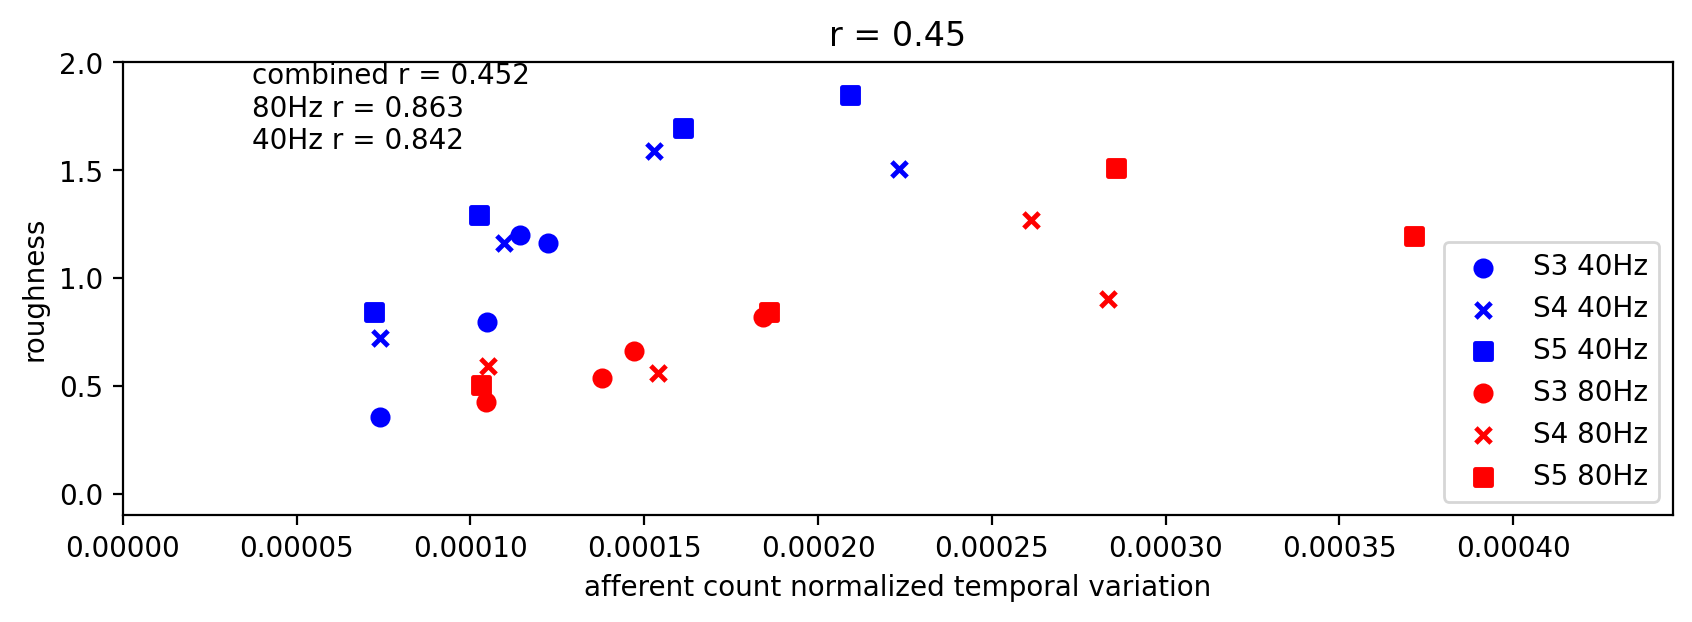 r = 0.45
combined r = 0.452
80Hz r = 0.863
40Hz r = 0.842
roughness
2.0
1.5
1.0
0.5
0.0
S3 40Hz
S4 40Hz
S5 40Hz
S3 80Hz
S4 80Hz
S5 80Hz
0.00000 0.00005 0.00010 0.00015 0.00020 0.00025 0.00030 0.00035 0.00040
afferent count normalized temporal variation